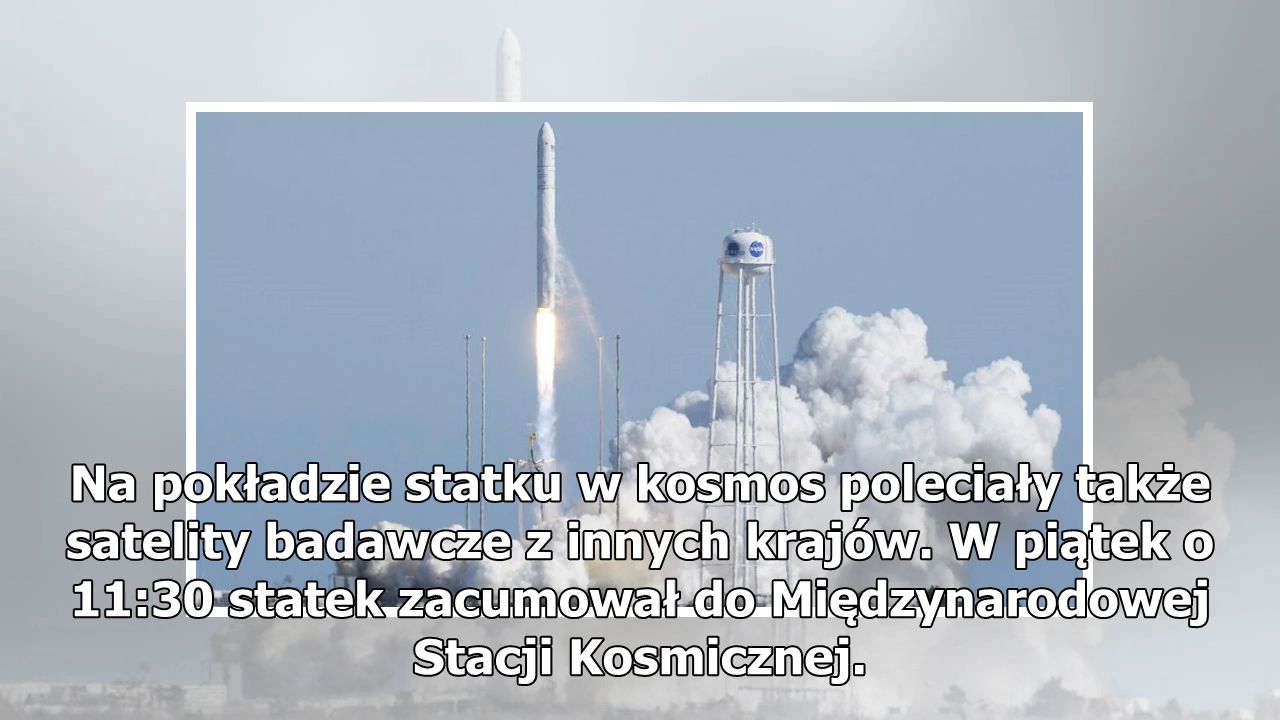 NASA
Na pokładzie statku w kosmos poleciały także
satelity badawcze z innych krajów. W piątek o
11:30 statek zacumował do Międzynarodowej
Stacji Kosmicznej.